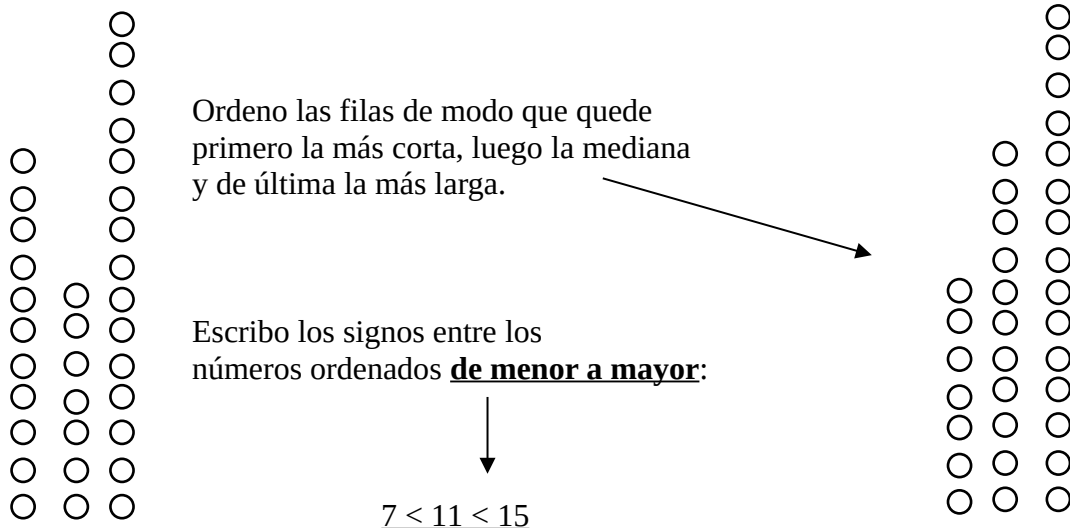 Ordeno las filas de modo que quede
primero la más corta, luego la mediana
y de última la más larga.
Escribo los signos entre los
números ordenados de menor a mayor:
7 < 11 < 15